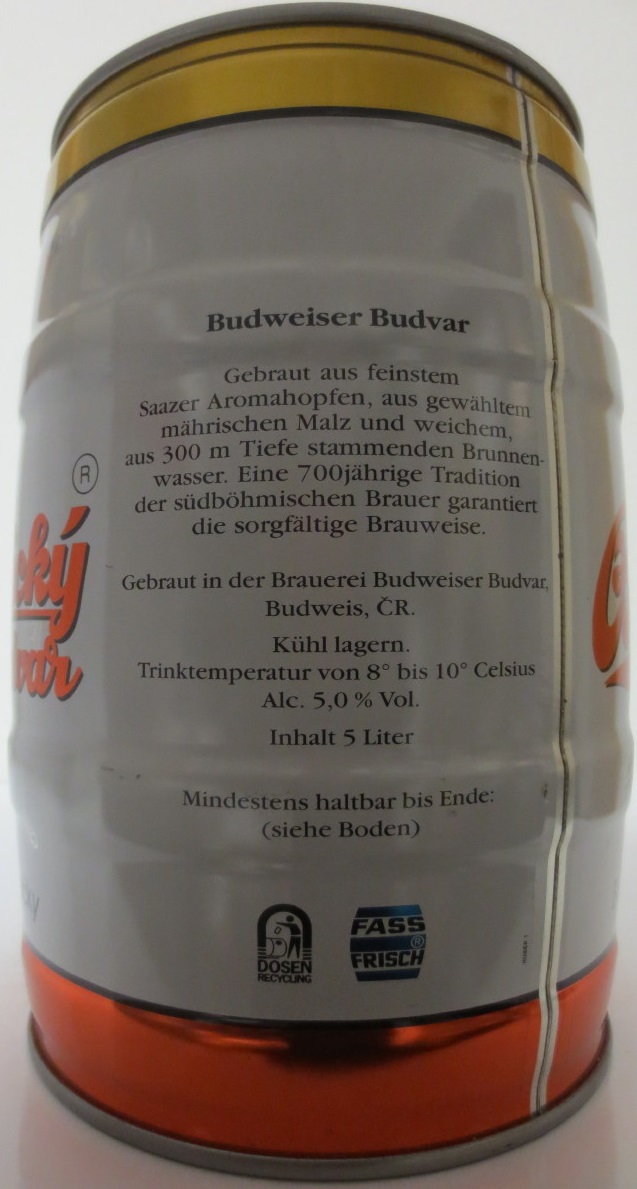 Budweiser Budvar
Gebraut aus feinstem
Saazer Aromahopfen, aus gewähltem
mährischen Malz und weichem,
aus 300 m Tiefe stammenden Brunnen-
wasser. Eine 700jährige Tradition
der südböhmischen Brauer garantiert
die sorgfältige Brauweise.
Gebraut in der Brauerei Budweiser Budvar,
Budweis, ČR.
Kühl lagern.
Trinktemperatur von 8° bis 10° Celsius
Alc. 5,0 % Vol.
Inhalt 5 Liter
Mindestens haltbar bis Ende:
(siehe Boden)
DOSEN
RECYCLING
FASS
®
FRISCH
®
cký
var